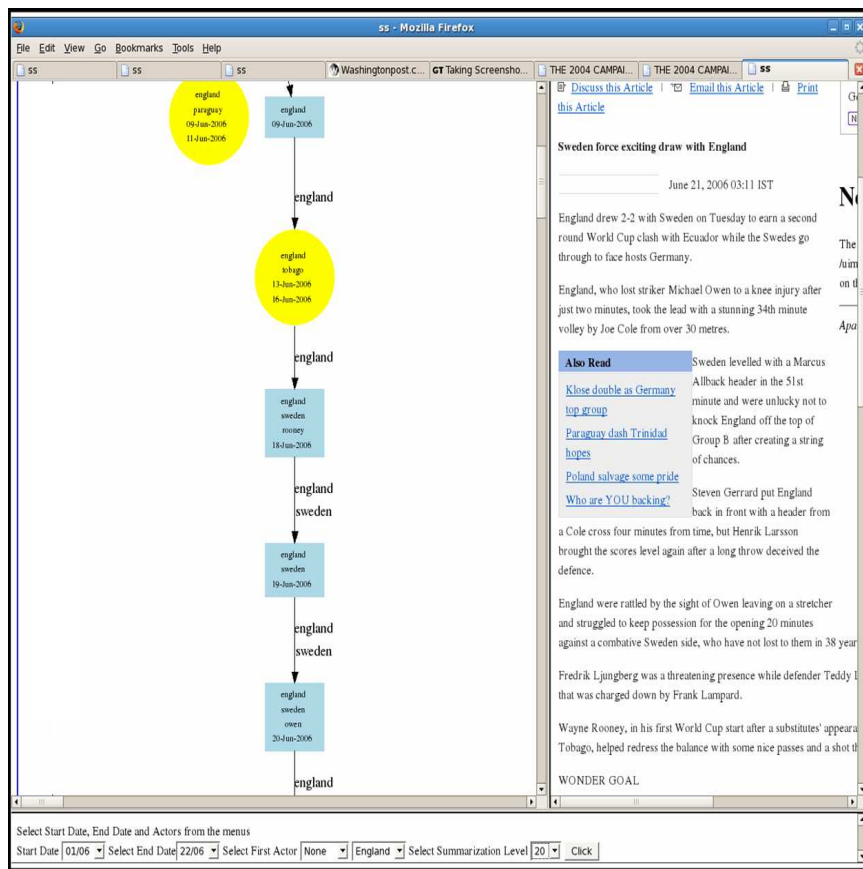 ss - Mozilla Firefox
File Edit View Go Bookmarks Tools Help
ss
ss
ss
Washingtonpost.c...
GT Taking Screensho...
THE 2004 CAMPAI...
THE 2004 CAMPAI...
ss
england
paraguay
09-Jun-2006
11-Jun-2006
england
09-Jun-2006
england
england
tobago
13-Jun-2006
16-Jun-2006
england
england
sweden
rooney
18-Jun-2006
england
sweden
england
sweden
19-Jun-2006
england
sweden
england
sweden
owen
20-Jun-2006
england
Discuss this Article | Email this Article | Print
this Article
Sweden force exciting draw with England
June 21, 2006 03:11 IST
England drew 2-2 with Sweden on Tuesday to earn a second
round World Cup clash with Ecuador while the Swedes go
through to face hosts Germany.
England, who lost striker Michael Owen to a knee injury after
just two minutes, took the lead with a stunning 34th minute
volley by Joe Cole from over 30 metres.
Also Read
Klose double as Germany
top group
Paraguay dash Trinidad
hopes
Poland salvage some pride
Who are YOU backing?
Sweden levelled with a Marcus
Allback header in the 51st
minute and were unlucky not to
knock England off the top of
Group B after creating a string
of chances.
Steven Gerrard put England
back in front with a header from
a Cole cross four minutes from time, but Henrik Larsson
brought the scores level again after a long throw deceived the
defence.
England were rattled by the sight of Owen leaving on a stretcher
and struggled to keep possession for the opening 20 minutes
against a combative Sweden side, who have not lost to them in 38 year
Fredrik Ljungberg was a threatening presence while defender Teddy
that was charged down by Frank Lampard.
Wayne Rooney, in his first World Cup start after a substitutes' appeara
Tobago, helped redress the balance with some nice passes and a shot
WONDER GOAL
The
on
Apa
Select Start Date, End Date and Actors from the menus
Start Date 01/06 Select End Date 22/06 Select First Actor None England Select Summarization Level 20 Click